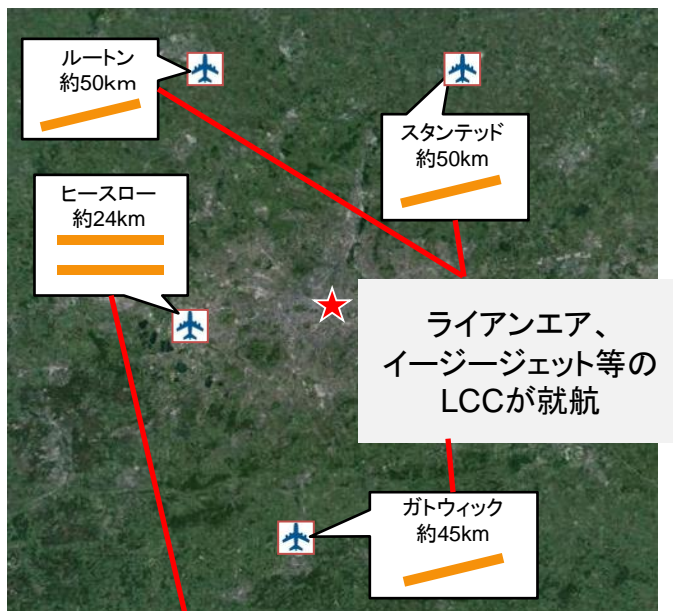 ルートン
約50km
スタンテッド
約50km
ヒースロー
約24km
ライアンエア、
イージージェット等の
LCCが就航
ガトウィック
約45km